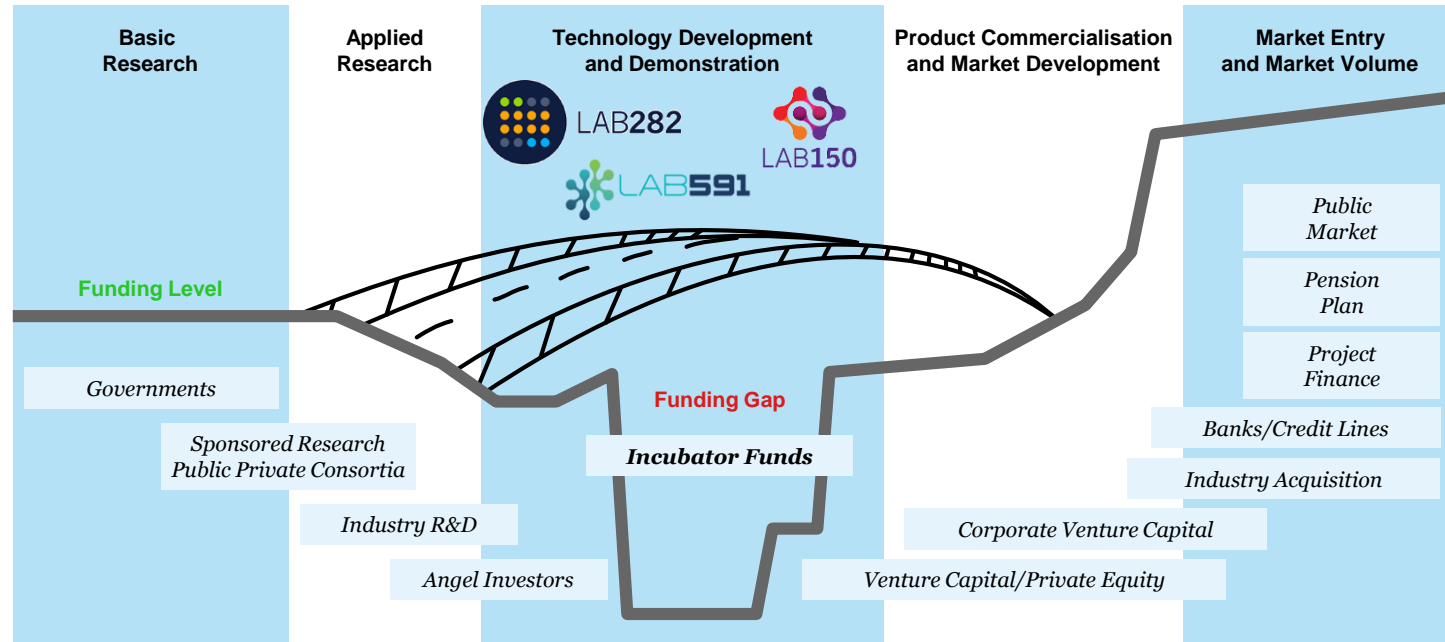 Basic
Research
Applied
Research
Technology Development
and Demonstration
Product Commercialisation
and Market Development
Market Entry
and Market Volume
LAB282
LAB150
LAB591
Funding Level
Funding Gap
Governments
Sponsored Research
Public Private Consortia
Industry R&D
Angel Investors
Incubator Funds
Venture Capital/Private Equity
Corporate Venture Capital
Industry Acquisition
Banks/Credit Lines
Project
Finance
Pension
Plan
Public
Market